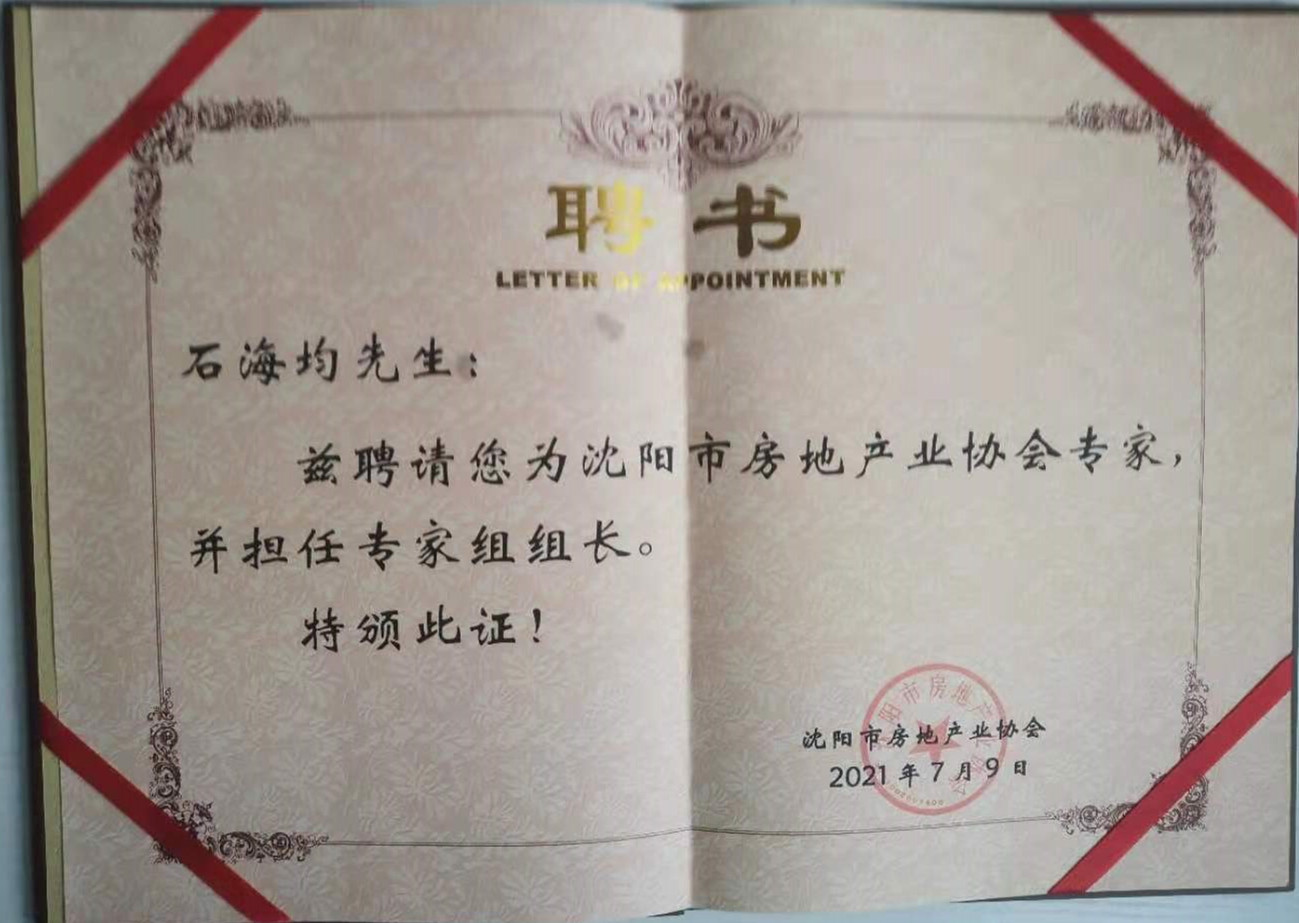 聘书
LETTER OF APPOINTMENT
石海均先生：
兹聘请您为沈阳市房地产业协会专家，
并担任专家组组长。
特颁此证！
沈阳市房地产业协会
2021年7月9日